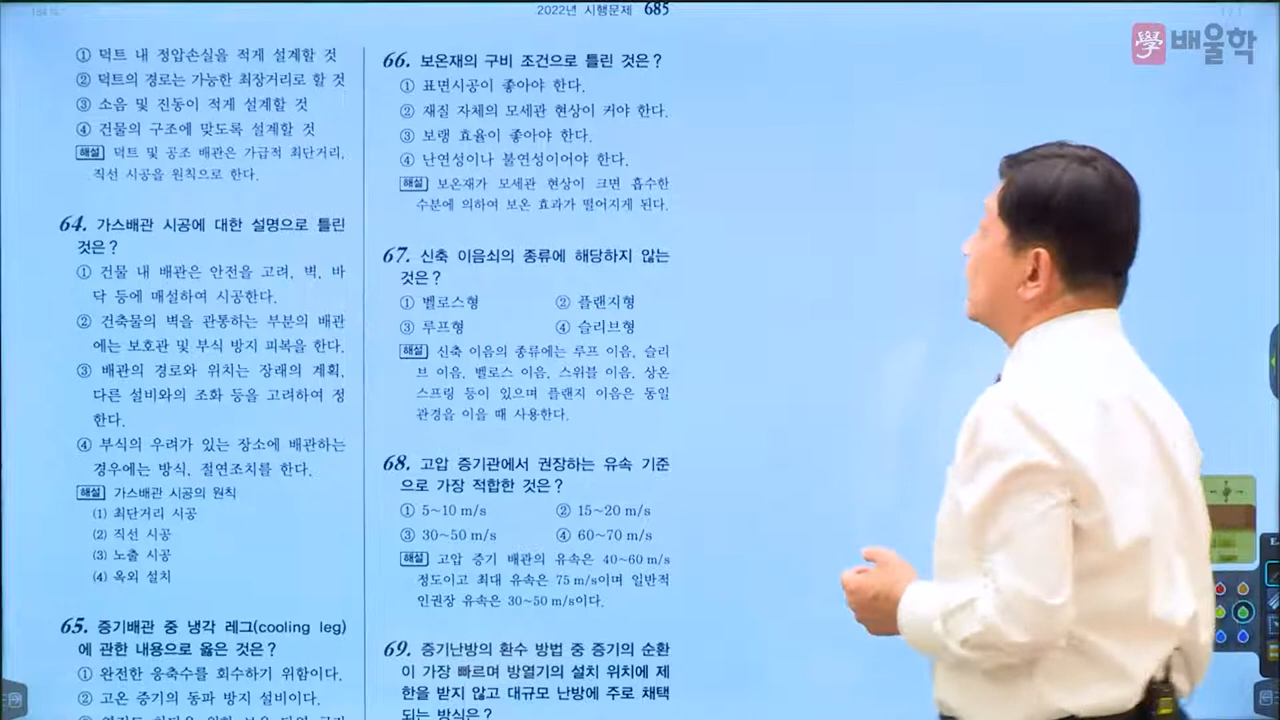 2022년 시행문제 685
學 배울학
① 덕트 내 정압손실을 적게 설계할 것
② 덕트의 경로는 가능한 최장거리로 할 것
③ 소음 및 진동이 적게 설계할 것
④ 건물의 구조에 맞도록 설계할 것
해설 덕트 및 공조 배관은 가급적 최단거리,
직선 시공을 원칙으로 한다.
64. 가스배관 시공에 대한 설명으로 틀린
것은?
① 건물 내 배관은 안전을 고려, 벽, 바
닥 등에 매설하여 시공한다.
② 건축물의 벽을 관통하는 부분의 배관
에는 보호관 및 부식 방지 피복을 한다.
③ 배관의 경로와 위치는 장래의 계획,
다른 설비와의 조화 등을 고려하여 정
한다.
④ 부식의 우려가 있는 장소에 배관하는
경우에는 방식, 절연조치를 한다.
해설 가스배관 시공의 원칙
(1) 최단거리 시공
(2) 직선 시공
(3) 노출 시공
(4) 옥외 설치
65. 증기배관 중 냉각 레그(cooling leg)
에 관한 내용으로 옳은 것은?
① 완전한 응축수를 회수하기 위함이다.
② 고온 증기의 동파 방지 설비이다.
66. 보온재의 구비 조건으로 틀린 것은?
① 표면시공이 좋아야 한다.
② 재질 자체의 모세관 현상이 커야 한다.
③ 보랭 효율이 좋아야 한다.
④ 난연성이나 불연성이어야 한다.
해설 보온재가 모세관 현상이 크면 흡수한
수분에 의하여 보온 효과가 떨어지게 된다.
67. 신축 이음쇠의 종류에 해당하지 않는
것은?
① 벨로스형 ② 플랜지형
③ 루프형 ④ 슬리브형
해설 신축 이음의 종류에는 루프 이음, 슬리
브 이음, 벨로스 이음, 스위블 이음, 상온
스프링 등이 있으며 플랜지 이음은 동일
관경을 이을 때 사용한다.
68. 고압 증기관에서 권장하는 유속 기준
으로 가장 적합한 것은?
① 5~10 m/s ② 15~20 m/s
③ 30~50 m/s ④ 60~70 m/s
해설 고압 증기 배관의 유속은 40~60 m/s
정도이고 최대 유속은 75 m/s이며 일반적
인권장 유속은 30~50 m/s이다.
69. 증기난방의 환수 방법 중 증기의 순환
이 가장 빠르며 방열기의 설치 위치에 제
한을 받지 않고 대규모 난방에 주로 채택
되는 방식은?